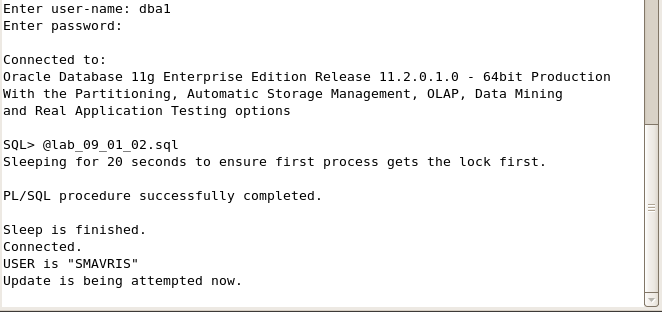 Enter user-name: dba1
Enter password:
Connected to:
Oracle Database 11g Enterprise Edition Release 11.2.0.1.0 - 64bit Production
With the Partitioning, Automatic Storage Management, OLAP, Data Mining
and Real Application Testing options
SQL> @lab_09_01_02.sql
Sleeping for 20 seconds to ensure first process gets the lock first.
PL/SQL procedure successfully completed.
Sleep is finished.
Connected.
USER is "SMAVRIS"
Update is being attempted now.